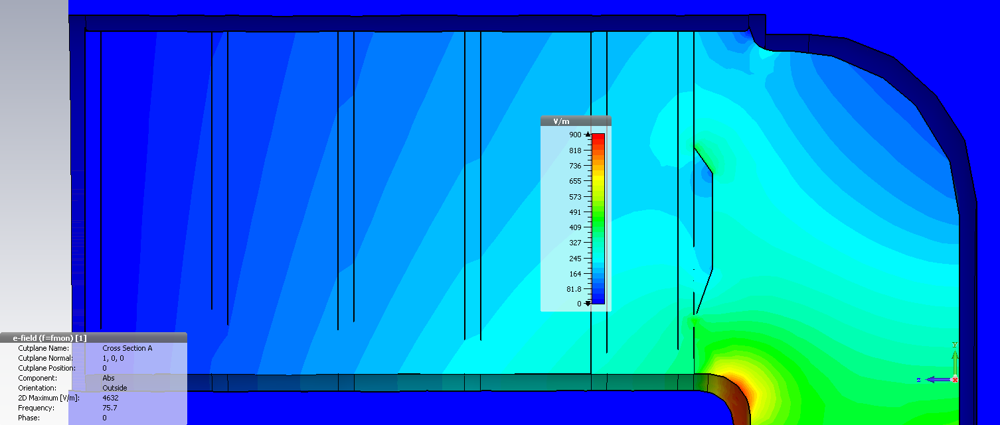 V/m
900
818
736
655
573
491
409
327
245
164
81.8
0
e-field (f=fmon) [1]
Cutplane Name: Cross Section A
Cutplane Normal: 1, 0, 0
Cutplane Position: 0
Component: Abs
Orientation: Outside
2D Maximum [V/m]: 4632
Frequency: 75.7
Phase: 0
Y
z x